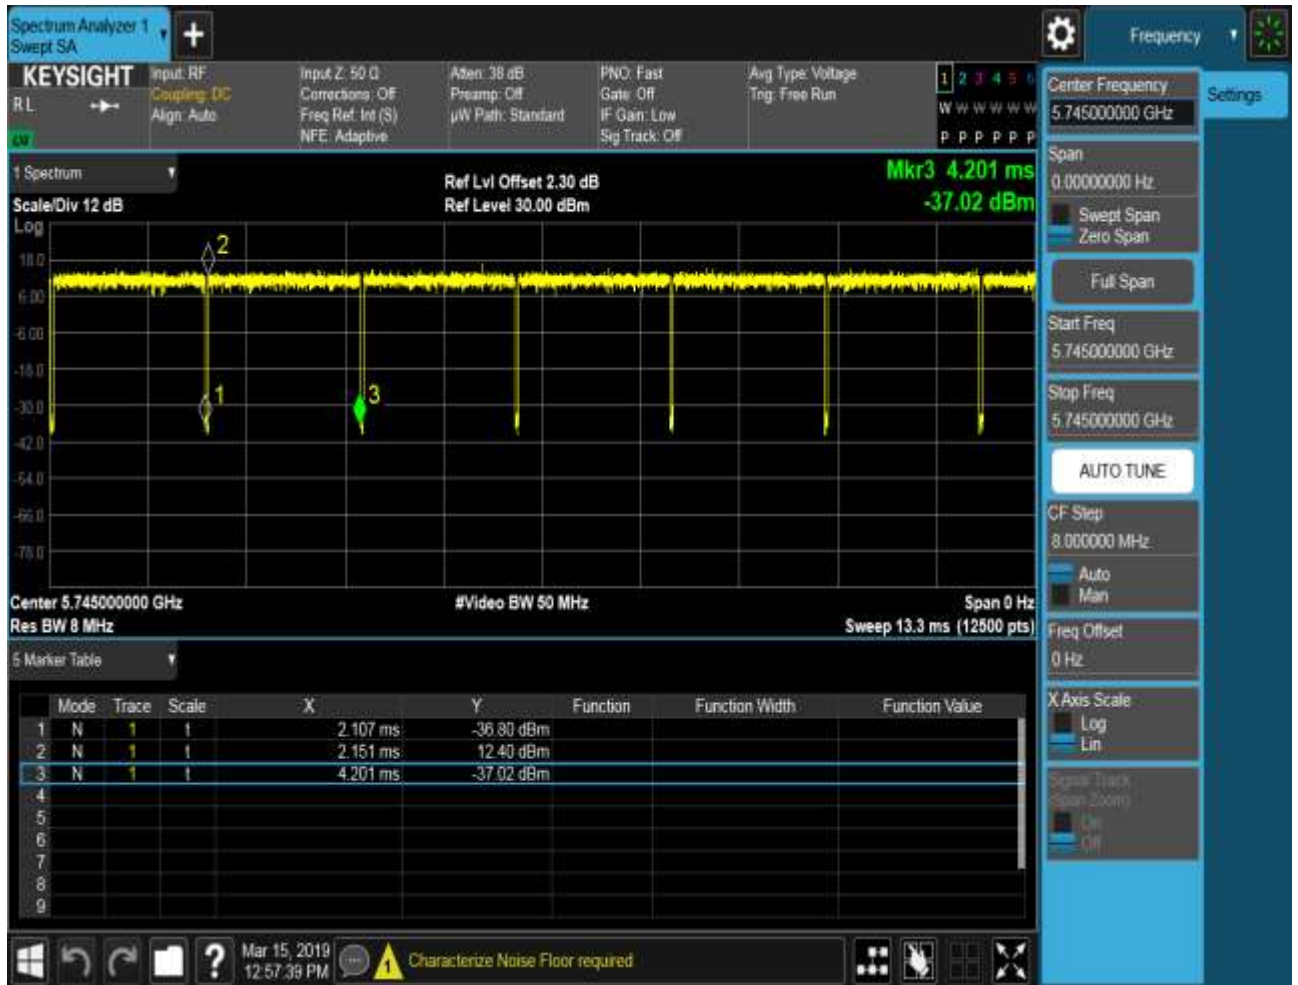 Spectrum Analyzer 1
Swept SA
+
Frequency
KEYSIGHT
RL
Input: RF
Coupling: DC
Align: Auto
Input Z: 50 Ω
Corrections: Off
Freq Ref: Int (S)
NFE: Adaptive
Atten: 38 dB
Preamp: Off
µW Path: Standard
PNO: Fast
Gate: Off
IF Gain: Low
Sig Track: Off
Avg Type: Voltage
Trig: Free Run
1 2 3 4 5 6
W W W W W W
P P P P P P
Center Frequency
5.745000000 GHz
Settings
Span
0.00000000 Hz
Swept Span
Zero Span
Full Span
Start Freq
5.745000000 GHz
Stop Freq
5.745000000 GHz
AUTO TUNE
CF Step
8.000000 MHz
Auto
Man
Freq Offset
0 Hz
X Axis Scale
Log
Lin
Signal Track
(Span Zoom)
On
Off
1 Spectrum
Scale/Div 12 dB
Log
Ref Lvl Offset 2.30 dB
Ref Level 30.00 dBm
Mkr3 4.201 ms
-37.02 dBm
18.0
6.00
-6.00
-18.0
-30.0
-42.0
-54.0
-66.0
-78.0
2
1
3
Center 5.745000000 GHz
Res BW 8 MHz
#Video BW 50 MHz
Span 0 Hz
Sweep 13.3 ms (12500 pts)
5 Marker Table
Mode Trace Scale X Y Function Function Width Function Value
1 N 1 t 2.107 ms -36.80 dBm
2 N 1 t 2.151 ms 12.40 dBm
3 N 1 t 4.201 ms -37.02 dBm
4
5
6
7
8
9
?
Mar 15, 2019
12:57:39 PM
1
Characterize Noise Floor required